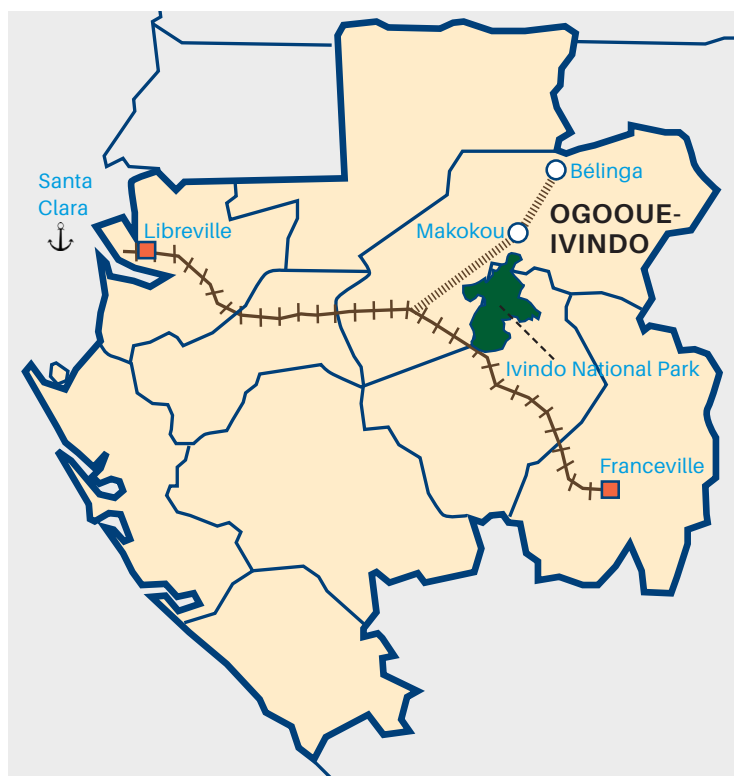 Santa
Clara
Libreville
Bélinga
Makokou
OGOOUE-
IVINDO
Ivindo National Park
Franceville